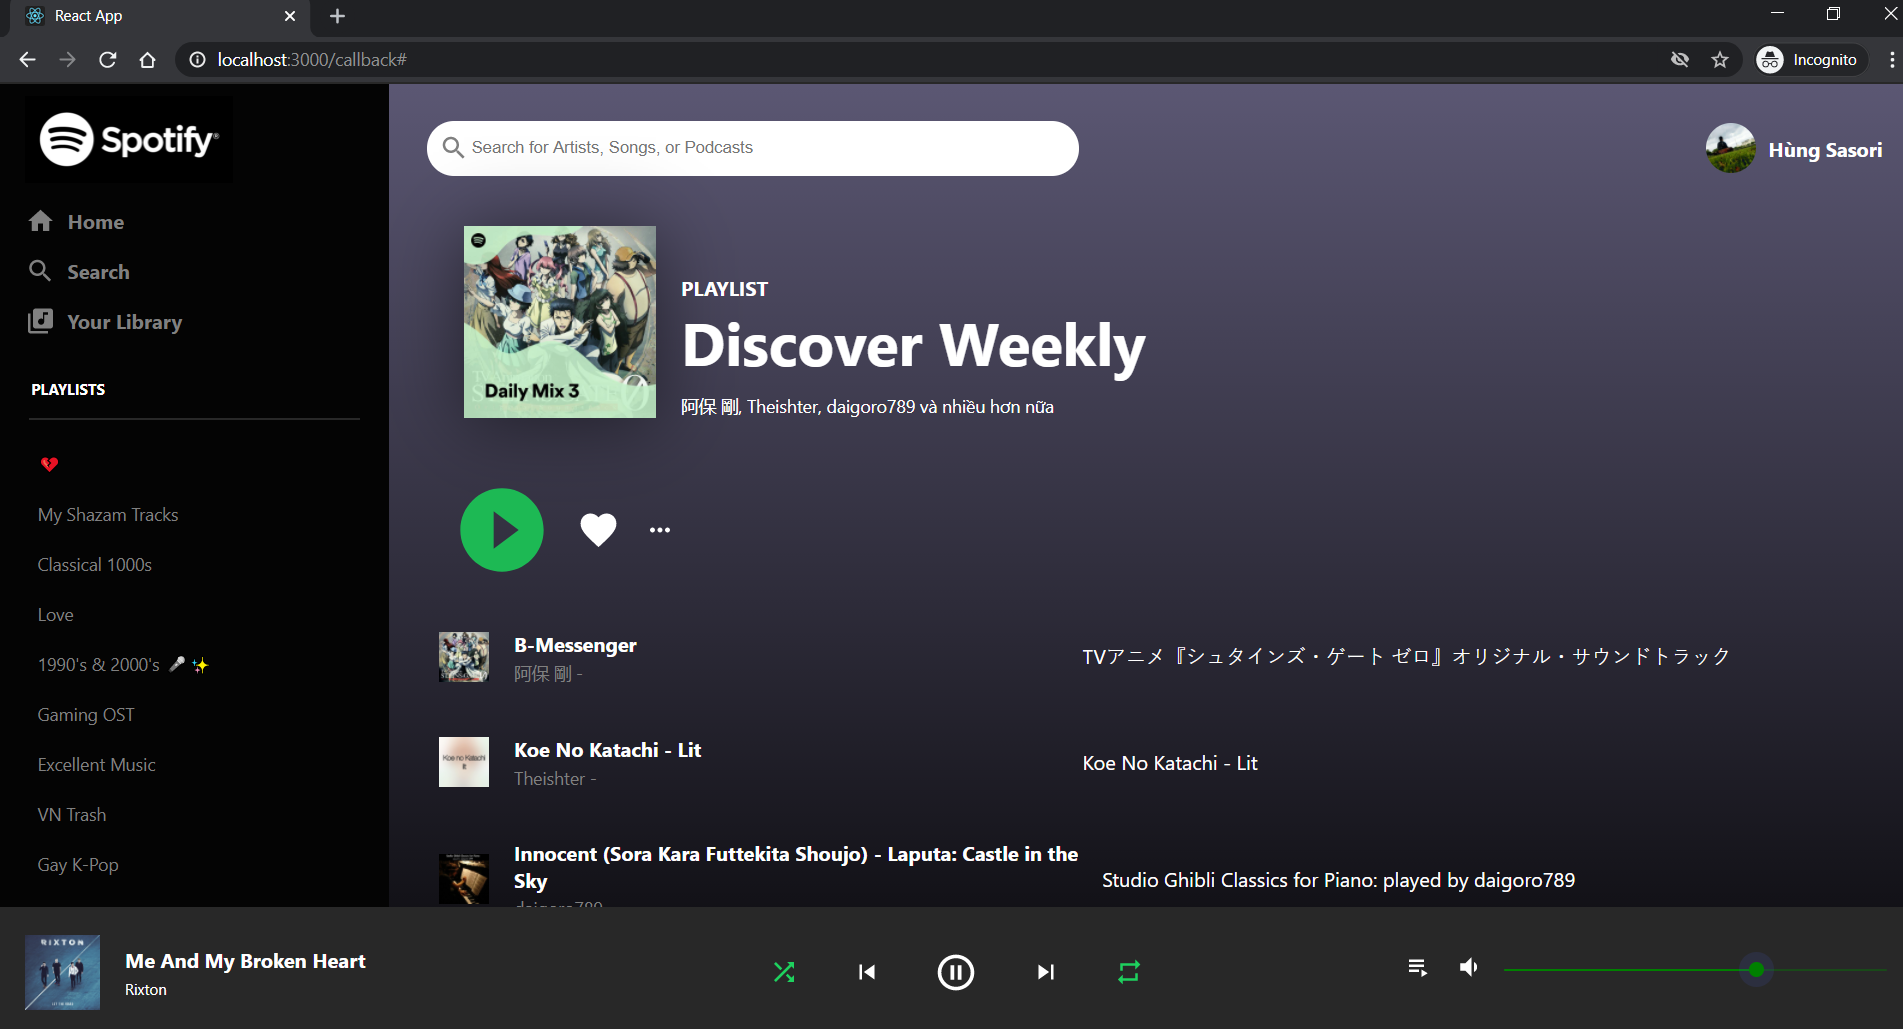 React App
localhost:3000/callback#
Incognito
Spotify®
Search for Artists, Songs, or Podcasts
Hùng Sasori
Home
Search
Your Library
PLAYLISTS
💔
My Shazam Tracks
Classical 1000s
Love
1990's & 2000's 🎤 ✨
Gaming OST
Excellent Music
VN Trash
Gay K-Pop
Daily Mix 3
PLAYLIST
Discover Weekly
阿保 剛, Theishter, daigoro789 và nhiều hơn nữa
B-Messenger
阿保 剛 -
TVアニメ『シュタインズ・ゲート ゼロ』オリジナル・サウンドトラック
Koe no Katachi
lit
Koe No Katachi - Lit
Theishter -
Koe No Katachi - Lit
Innocent (Sora Kara Futtekita Shoujo) - Laputa: Castle in the
Sky
daigoro789
Studio Ghibli Classics for Piano: played by daigoro789
RIXTON
Me And My Broken Heart
Rixton